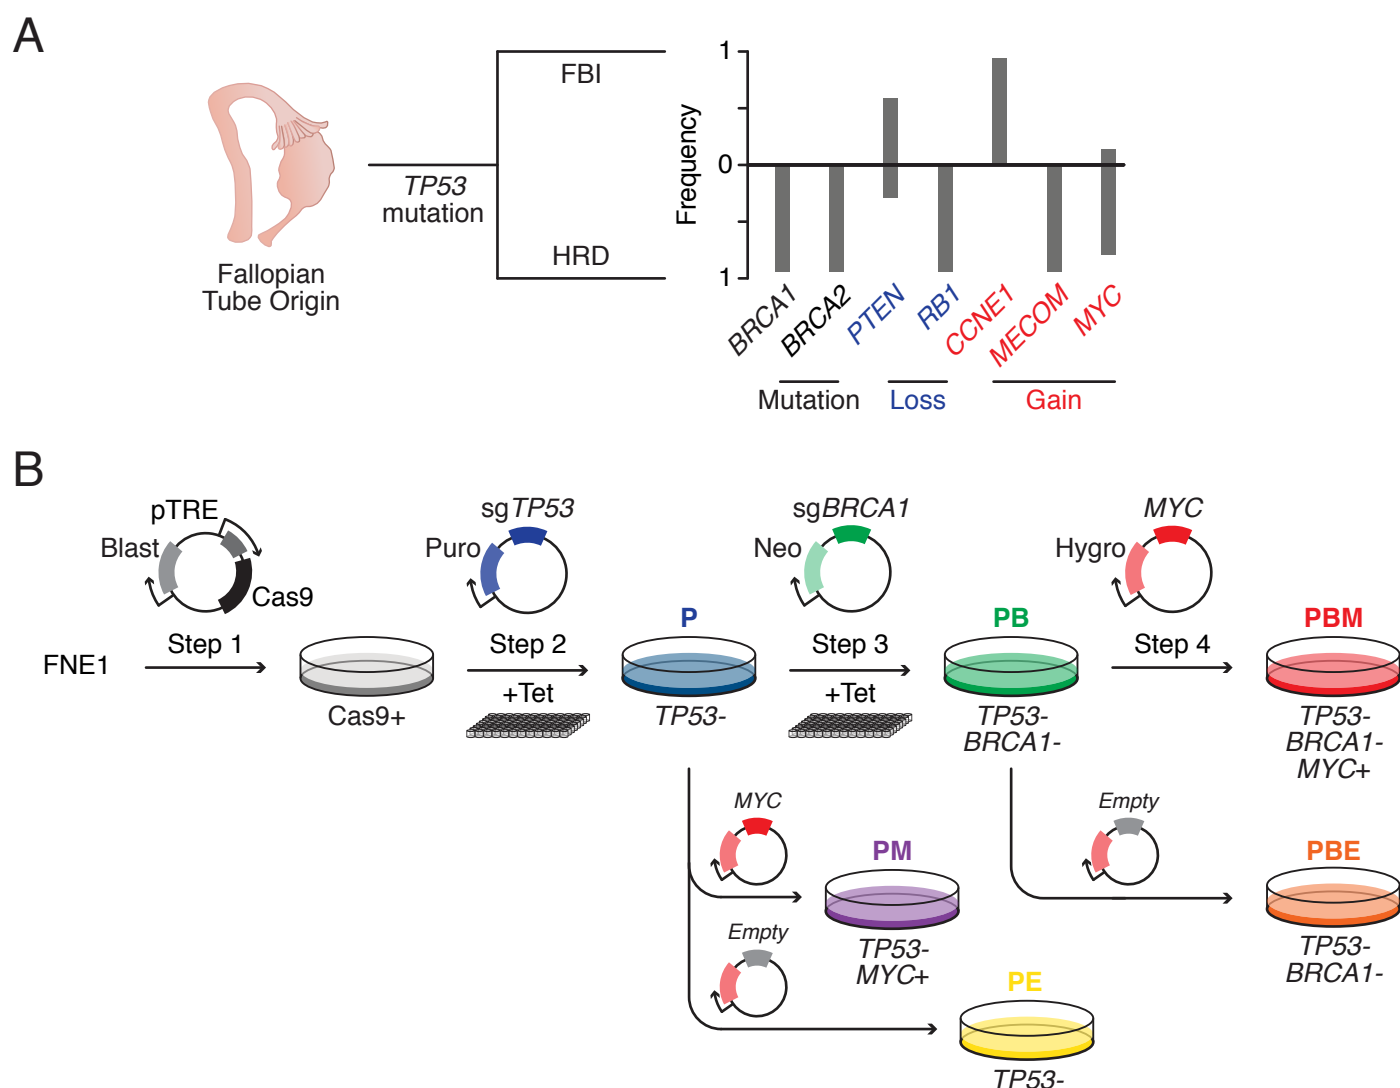 A
FBI
TP53
mutation
HRD
Fallopian
Tube Origin
Frequency
1
0
1
BRCA1
BRCA2
PTEN
RB1
CCNE1
MECOM
MYC
Mutation
Loss
Gain
B
pTRE
Blast
Cas9
sgTP53
Puro
sgBRCA1
Neo
MYC
Hygro
FNE1
Step 1
Cas9+
Step 2
+Tet
P
TP53-
Step 3
+Tet
PB
TP53-
BRCA1-
Step 4
PBM
TP53-
BRCA1-
MYC+
MYC
PM
TP53-
MYC+
Empty
PE
TP53-
Empty
PBE
TP53-
BRCA1-